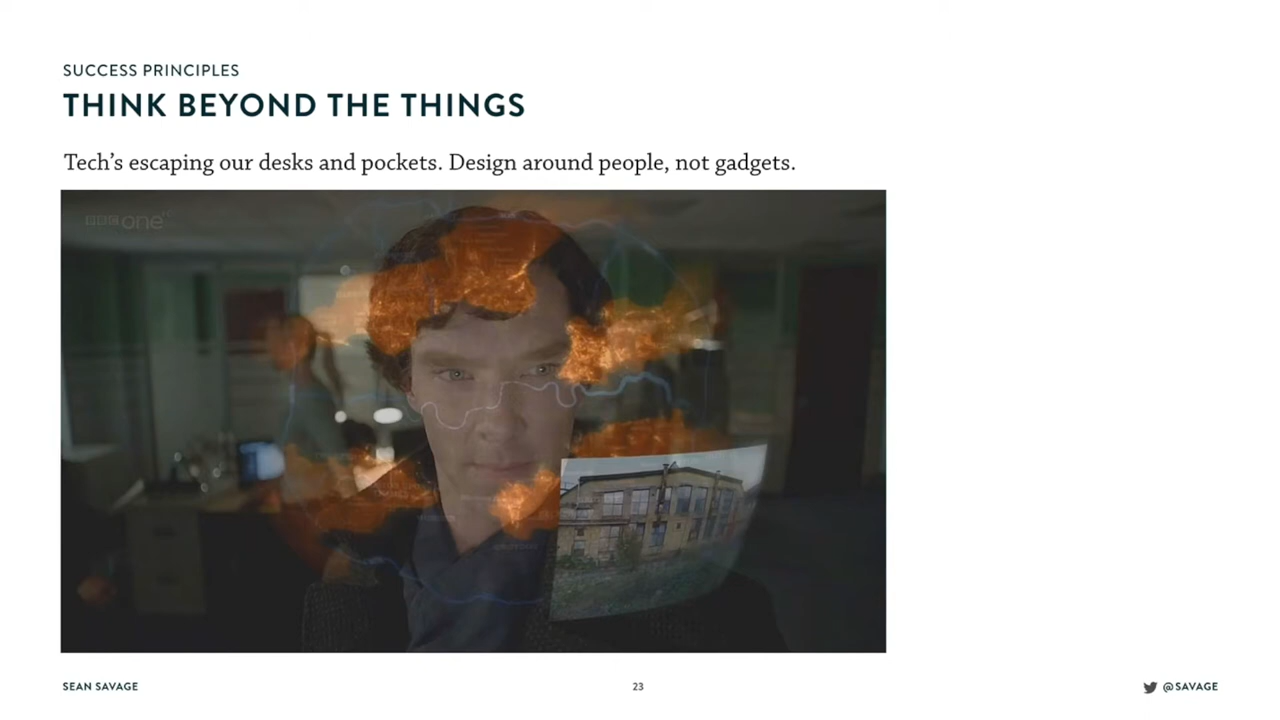 SUCCESS PRINCIPLES
THINK BEYOND THE THINGS
Tech’s escaping our desks and pockets. Design around people, not gadgets.
BBC one
SEAN SAVAGE
23
@SAVAGE